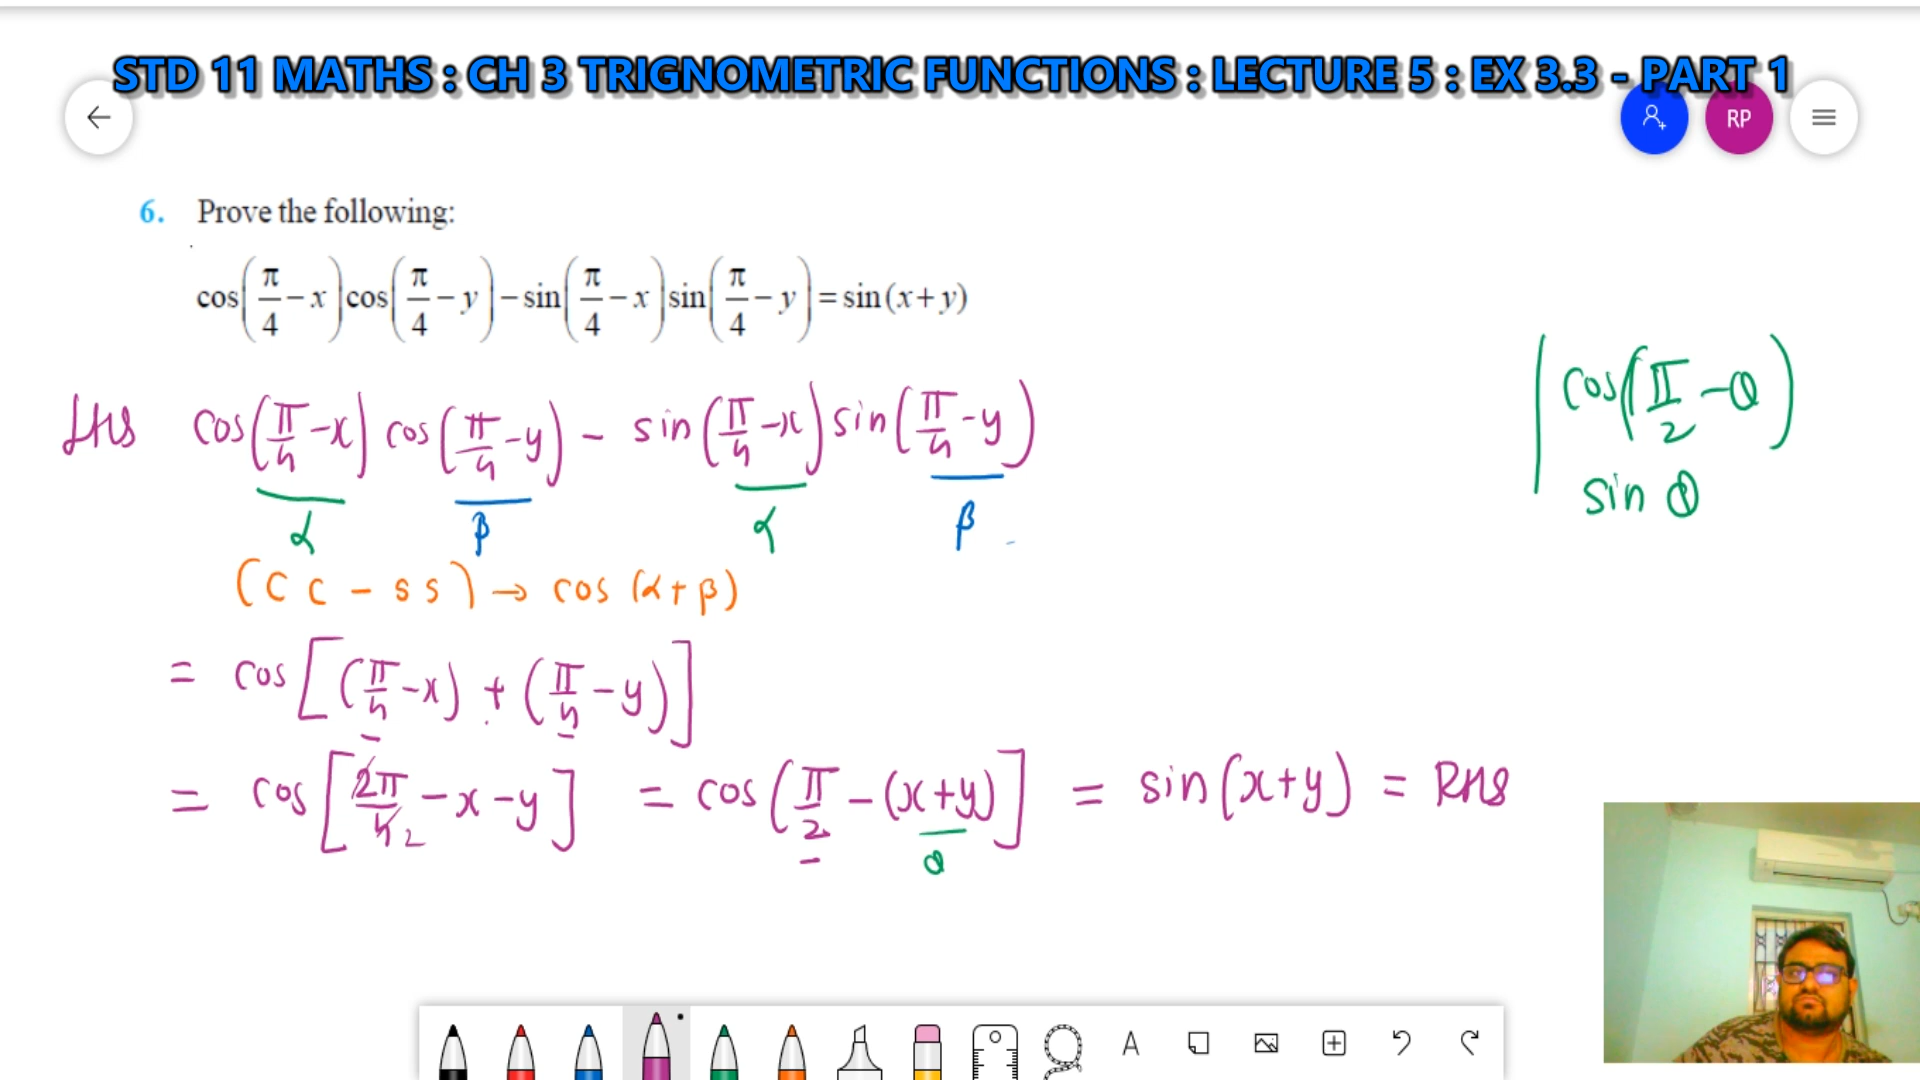 STD 11 MATHS : CH 3 TRIGNOMETRIC FUNCTIONS : LECTURE 5 : EX 3.3 - PART 1
RP
6. Prove the following:
cos(π/4 − x)cos(π/4 − y) − sin(π/4 − x)sin(π/4 − y) = sin(x+y)
LHS cos(π/4 − x) cos(π/4 − y) − sin(π/4 − x) sin(π/4 − y)
α β α β
(c c − s s) → cos (α + β)
= cos[(π/4 − x) + (π/4 − y)]
= cos[2π/4 2 − x − y] = cos(π/2 − (x+y)] = sin(x+y) = RHS
θ
cos(π/2 − θ)
sin θ
A